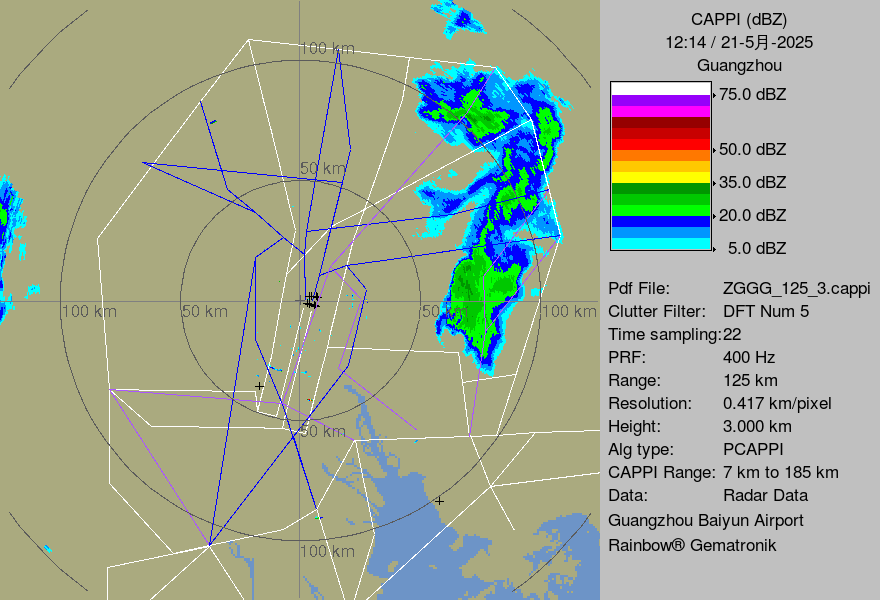 CAPPI (dBZ)
12:14 / 21-5月-2025
Guangzhou
75.0 dBZ
50.0 dBZ
35.0 dBZ
20.0 dBZ
5.0 dBZ
Pdf File: ZGGG_125_3.cappi
Clutter Filter: DFT Num 5
Time sampling:22
PRF: 400 Hz
Range: 125 km
Resolution: 0.417 km/pixel
Height: 3.000 km
Alg type: PCAPPI
CAPPI Range: 7 km to 185 km
Data: Radar Data
Guangzhou Baiyun Airport
Rainbow® Gematronik
100 km
50 km
100 km
50 km
50 km
100 km
50 km
100 km